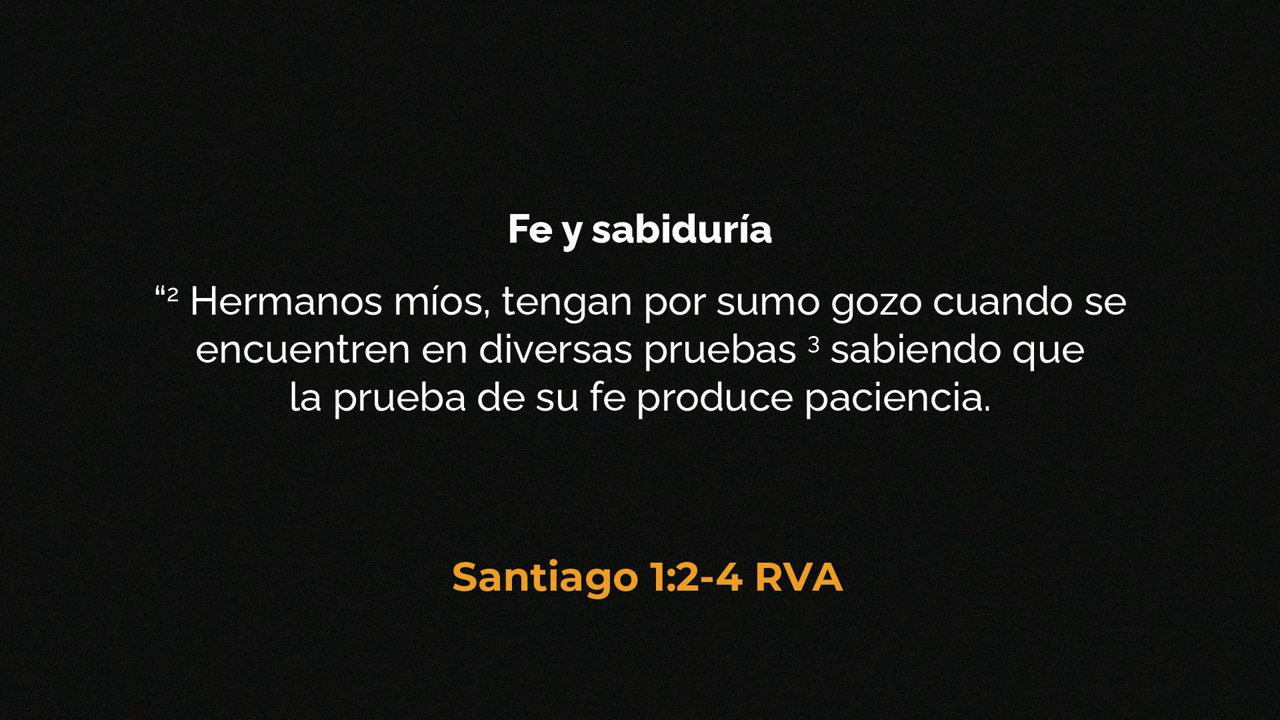 Fe y sabiduría
“² Hermanos míos, tengan por sumo gozo cuando se
encuentren en diversas pruebas ³ sabiendo que
la prueba de su fe produce paciencia.
Santiago 1:2-4 RVA